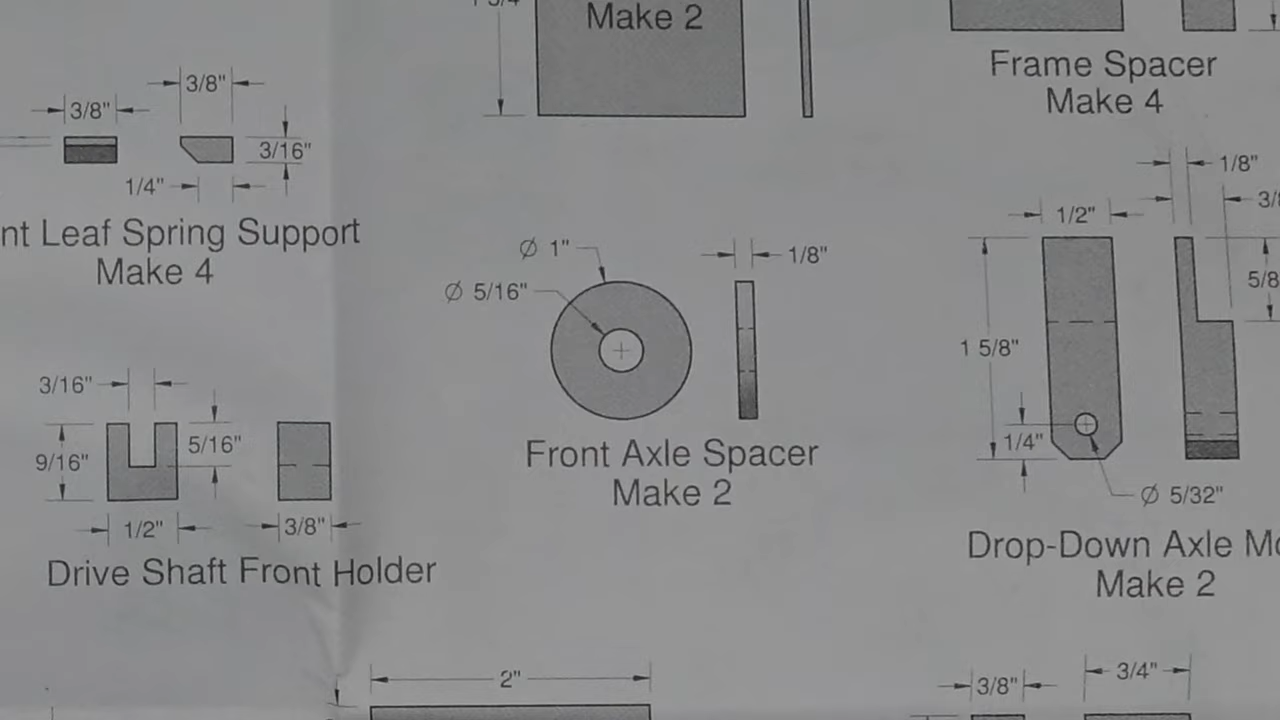 Make 2
Frame Spacer
Make 4
3/8"
3/8"
3/16"
1/4"
nt Leaf Spring Support
Make 4
1/8"
1/2"
5/8
1 5/8"
1/4"
Ø 5/32"
Drop-Down Axle Mo
Make 2
Ø 1"
Ø 5/16"
1/8"
Front Axle Spacer
Make 2
3/16"
5/16"
9/16"
1/2"
3/8"
Drive Shaft Front Holder
2"
3/8"
3/4"